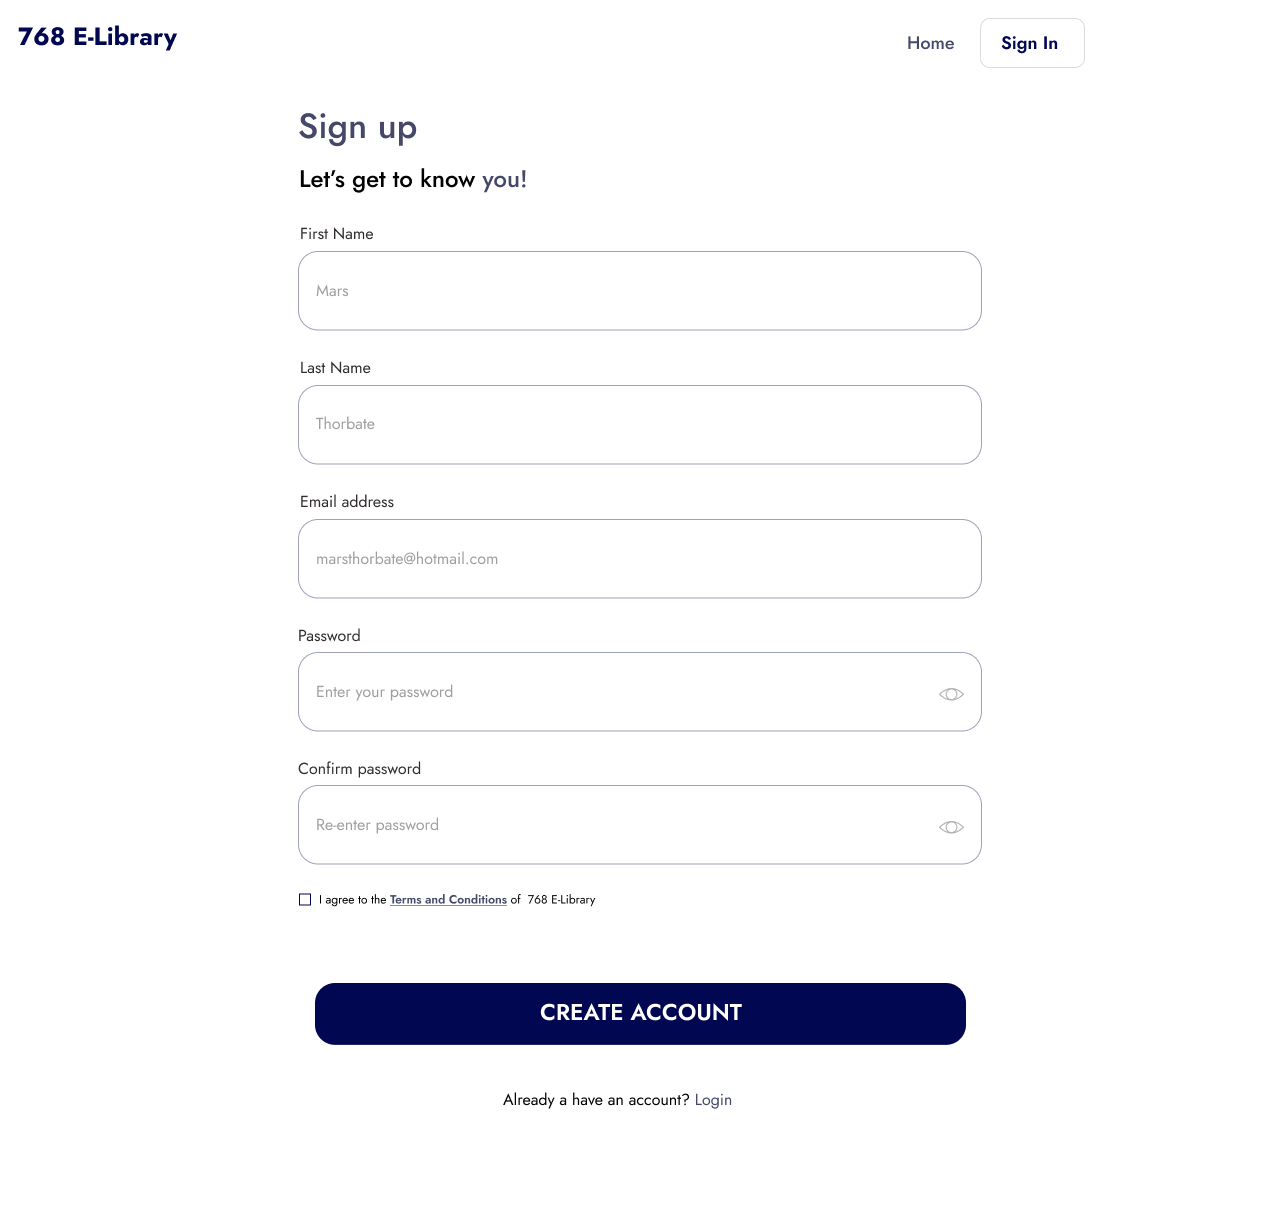 768 E-Library
Home
Sign In
Sign up
Let’s get to know you!
First Name
Mars
Last Name
Thorbate
Email address
marsthorbate@hotmail.com
Password
Enter your password
Confirm password
Re-enter password
I agree to the Terms and Conditions of 768 E-Library
CREATE ACCOUNT
Already a have an account? Login